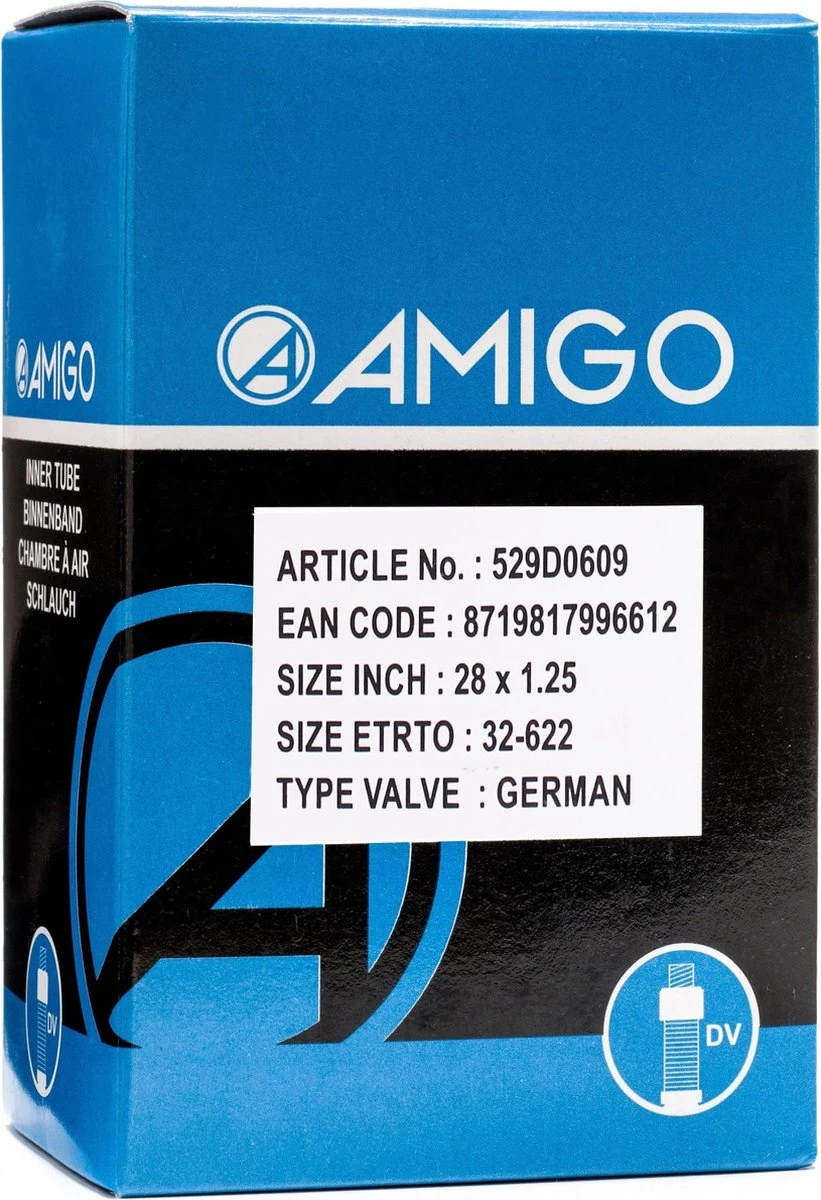 AMIGO
AMIGO
INNER TUBE
BINNENBAND
CHAMBRE À AIR
SCHLAUCH
ARTICLE No. : 529D0609
EAN CODE : 8719817996612
SIZE INCH : 28 x 1.25
SIZE ETRTO : 32-622
TYPE VALVE : GERMAN
DV
DV